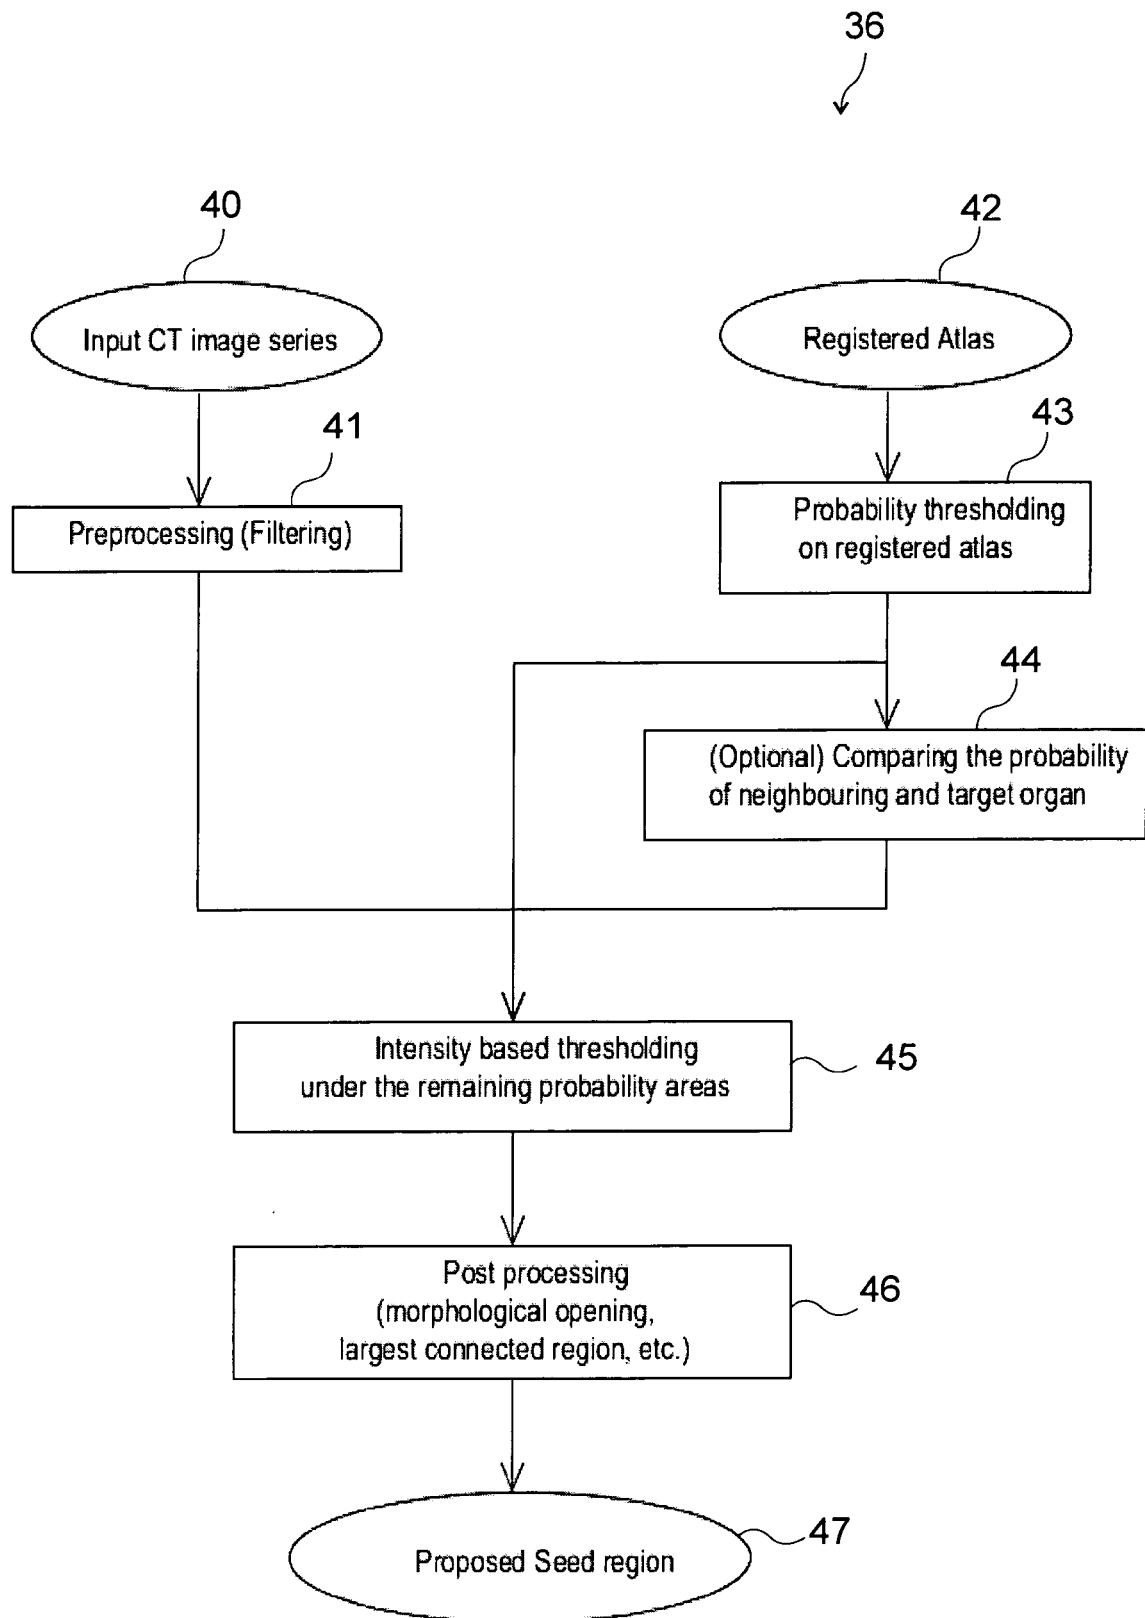 36
40
42
Input CT image series
Registered Atlas
41
43
Preprocessing (Filtering)
Probability thresholding
on registered atlas
44
(Optional) Comparing the probability
of neighbouring and target organ
Intensity based thresholding
under the remaining probability areas
45
Post processing
(morphological opening,
largest connected region, etc.)
46
Proposed Seed region
47